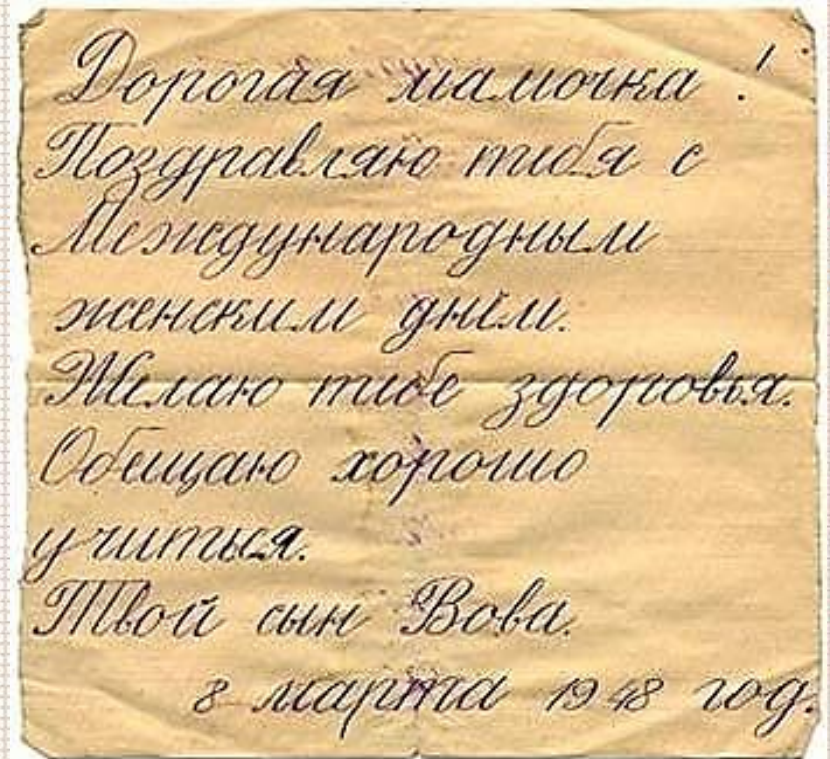 Дорогая мамочка!
Поздравляю тебя с
Международным
женским днём.
Желаю тебе здоровья.
Обещаю хорошо
учиться.
Твой сын Вова.
8 марта 1948 год.